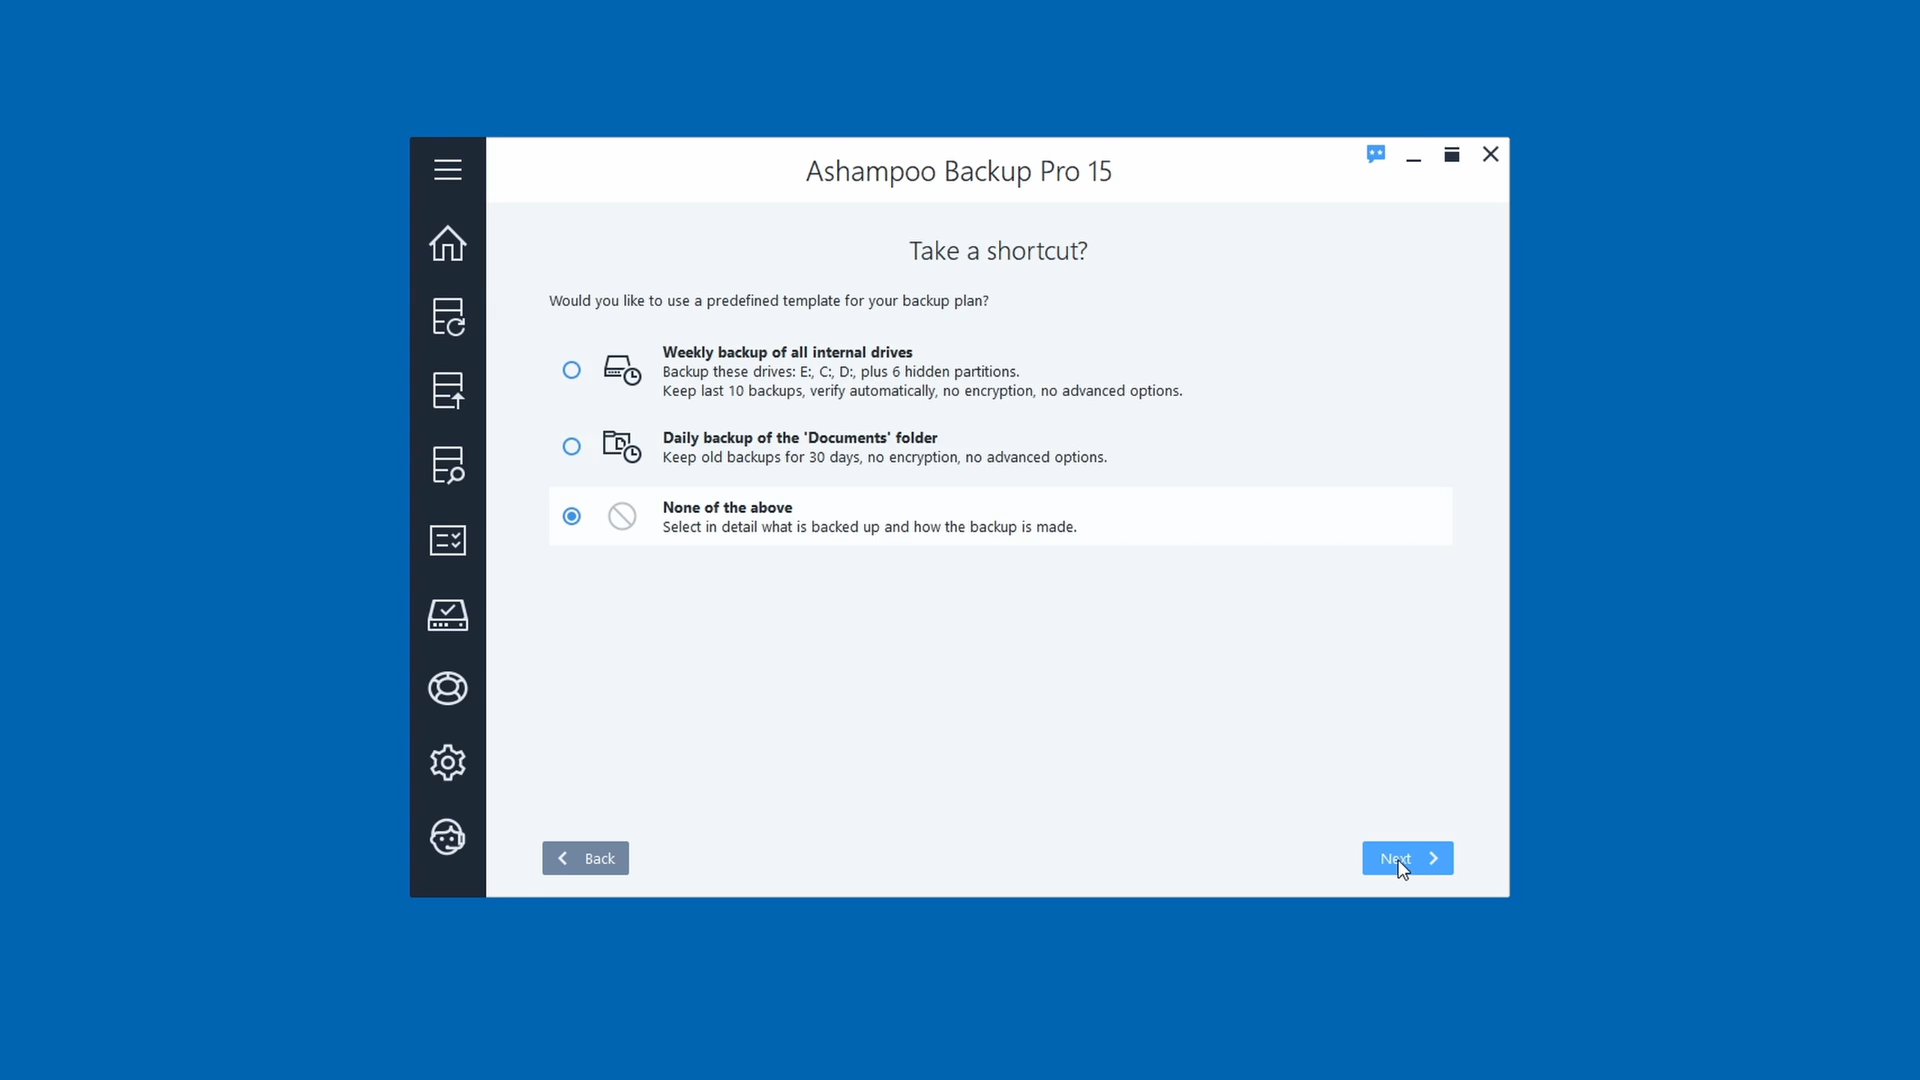 Ashampoo Backup Pro 15
Take a shortcut?
Would you like to use a predefined template for your backup plan?
Weekly backup of all internal drives
Backup these drives: E:, C:, D:, plus 6 hidden partitions.
Keep last 10 backups, verify automatically, no encryption, no advanced options.
Daily backup of the 'Documents' folder
Keep old backups for 30 days, no encryption, no advanced options.
None of the above
Select in detail what is backed up and how the backup is made.
Back
Next